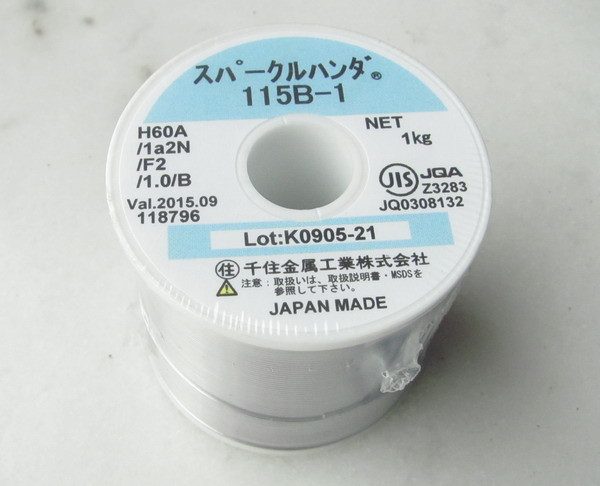 スパークルハンダ®
115B-1
H60A
/1a2N
/F2
/1.0/B
NET
1kg
JIS
JQA
Z3283
JQ0308132
Val.2015.09
118796
Lot:K0905-21
住 千住金属工業株式会社
注意:取扱いは、取扱説明書・MSDSを
参照して下さい。
JAPAN MADE